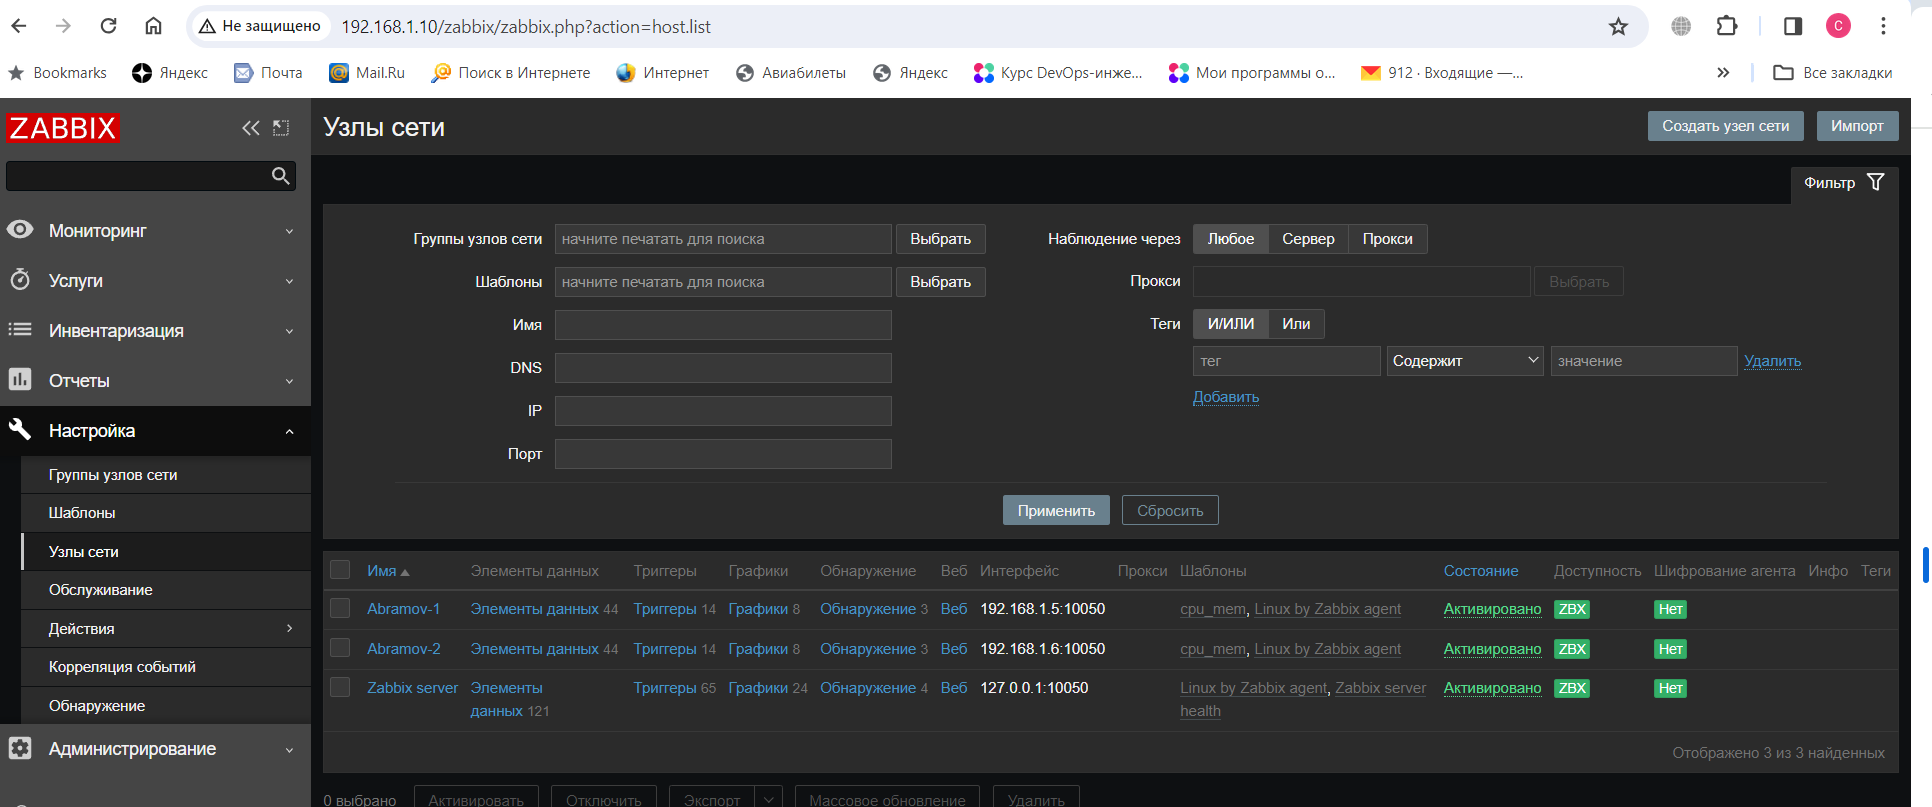 Не защищено 192.168.1.10/zabbix/zabbix.php?action=host.list C
Bookmarks Яндекс Почта Mail.Ru Поиск в Интернете Интернет Авиабилеты Яндекс Курс DevOps-инже... Мои программы о... 912 · Входящие —... » Все закладки
ZABBIX
Мониторинг
Услуги
Инвентаризация
Отчеты
Настройка
Группы узлов сети
Шаблоны
Узлы сети
Обслуживание
Действия
Корреляция событий
Обнаружение
Администрирование
Узлы сети Создать узел сети Импорт
Фильтр
Группы узлов сети начните печатать для поиска Выбрать
Шаблоны начните печатать для поиска Выбрать
Имя
DNS
IP
Порт
Наблюдение через Любое Сервер Прокси
Прокси Выбрать
Теги И/ИЛИ Или
тег Содержит значение Удалить
Добавить
Применить Сбросить
Имя Элементы данных Триггеры Графики Обнаружение Веб Интерфейс Прокси Шаблоны Состояние Доступность Шифрование агента Инфо Теги
Abramov-1 Элементы данных 44 Триггеры 14 Графики 8 Обнаружение 3 Веб 192.168.1.5:10050 cpu_mem, Linux by Zabbix agent Активировано ZBX Нет
Abramov-2 Элементы данных 44 Триггеры 14 Графики 8 Обнаружение 3 Веб 192.168.1.6:10050 cpu_mem, Linux by Zabbix agent Активировано ZBX Нет
Zabbix server Элементы Триггеры 65 Графики 24 Обнаружение 4 Веб 127.0.0.1:10050 Linux by Zabbix agent, Zabbix server Активировано ZBX Нет
данных 121 health
Отображено 3 из 3 найденных
0 выбрано Активировать Отключить Экспорт Массовое обновление Удалить